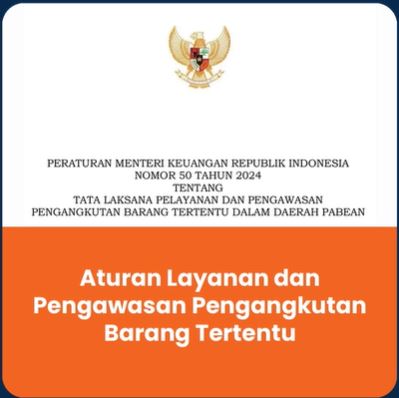 PERATURAN MENTERI KEUANGAN REPUBLIK INDONESIA
NOMOR 50 TAHUN 2024
TENTANG
TATA LAKSANA PELAYANAN DAN PENGAWASAN
PENGANGKUTAN BARANG TERTENTU DALAM DAERAH PABEAN
Aturan Layanan dan
Pengawasan Pengangkutan
Barang Tertentu